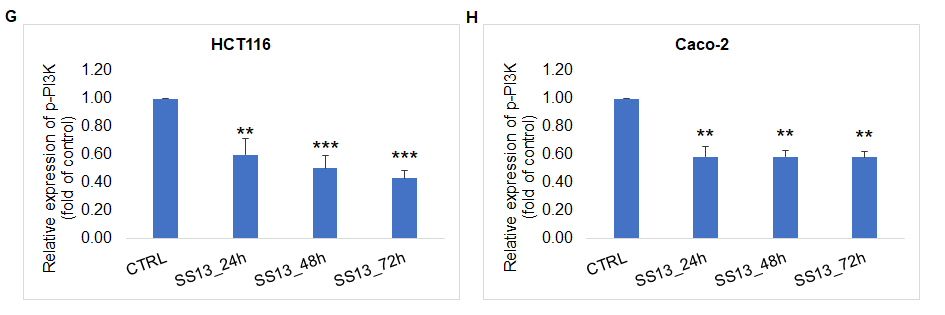 G
HCT116
Relative expression of p-PI3K
(fold of control)
1.20
1.00
0.80
0.60
0.40
0.20
0.00
**
***
***
CTRL
SS13_24h
SS13_48h
SS13_72h
H
Caco-2
Relative expression of p-PI3K
(fold of control)
1.20
1.00
0.80
0.60
0.40
0.20
0.00
**
**
**
CTRL
SS13_24h
SS13_48h
SS13_72h